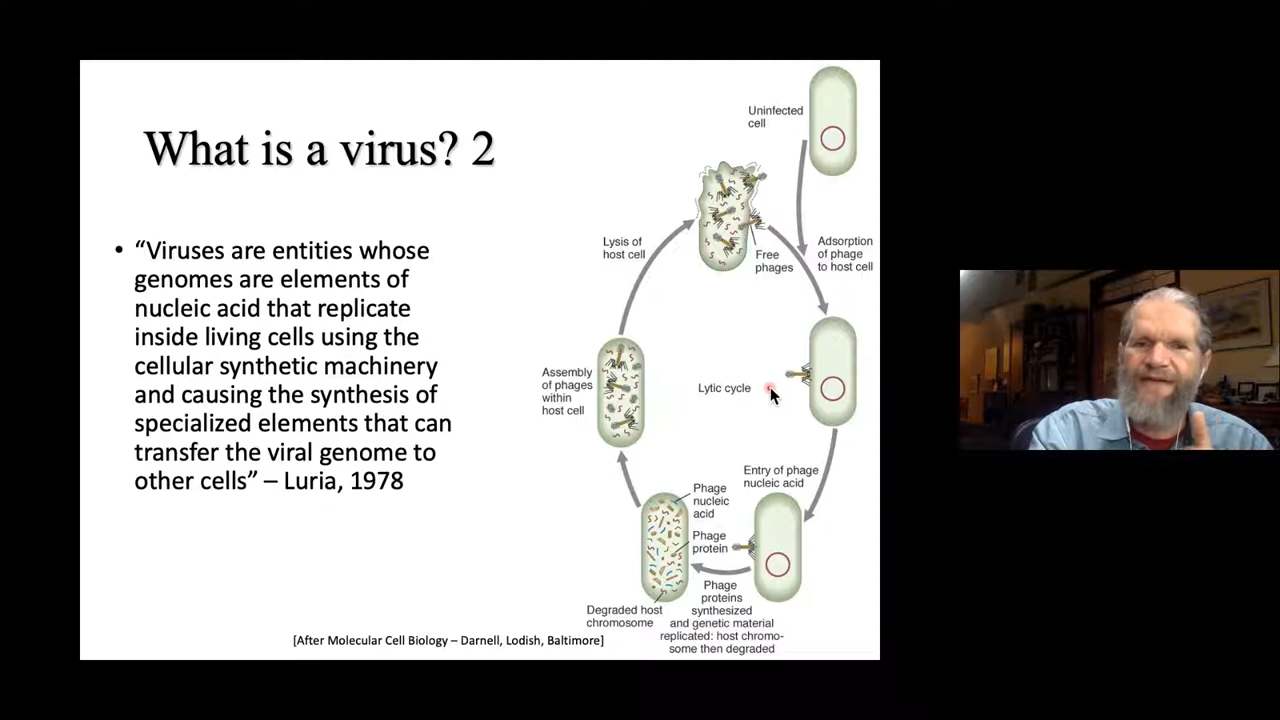 What is a virus? 2
• “Viruses are entities whose
genomes are elements of
nucleic acid that replicate
inside living cells using the
cellular synthetic machinery
and causing the synthesis of
specialized elements that can
transfer the viral genome to
other cells” – Luria, 1978
Uninfected
cell
Lysis of
host cell
Free
phages
Adsorption
of phage
to host cell
Assembly
of phages
within
host cell
Lytic cycle
Entry of phage
nucleic acid
Phage
nucleic
acid
Phage
protein
Degraded host
chromosome
Phage
proteins
synthesized
and genetic material
replicated: host chromo-
some then degraded
[After Molecular Cell Biology – Darnell, Lodish, Baltimore]